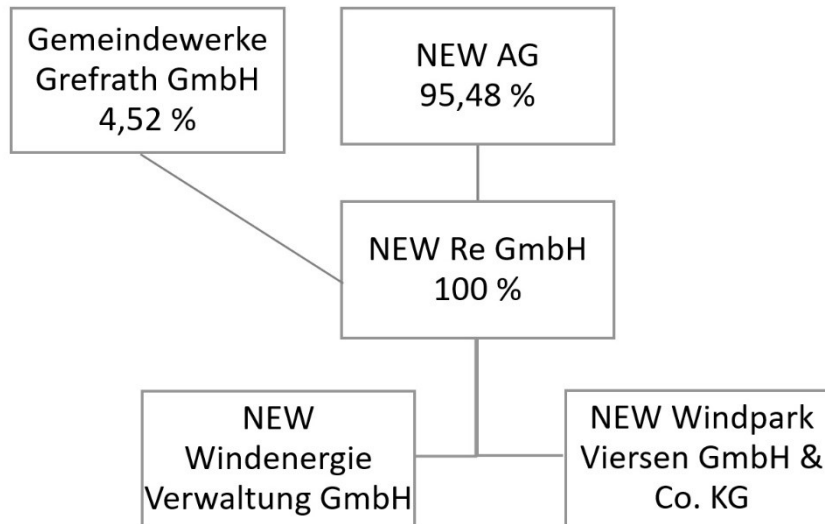 Gemeindewerke
Grefrath GmbH
4,52 %
NEW AG
95,48 %
NEW Re GmbH
100 %
NEW
Windenergie
Verwaltung GmbH
NEW Windpark
Viersen GmbH &
Co. KG